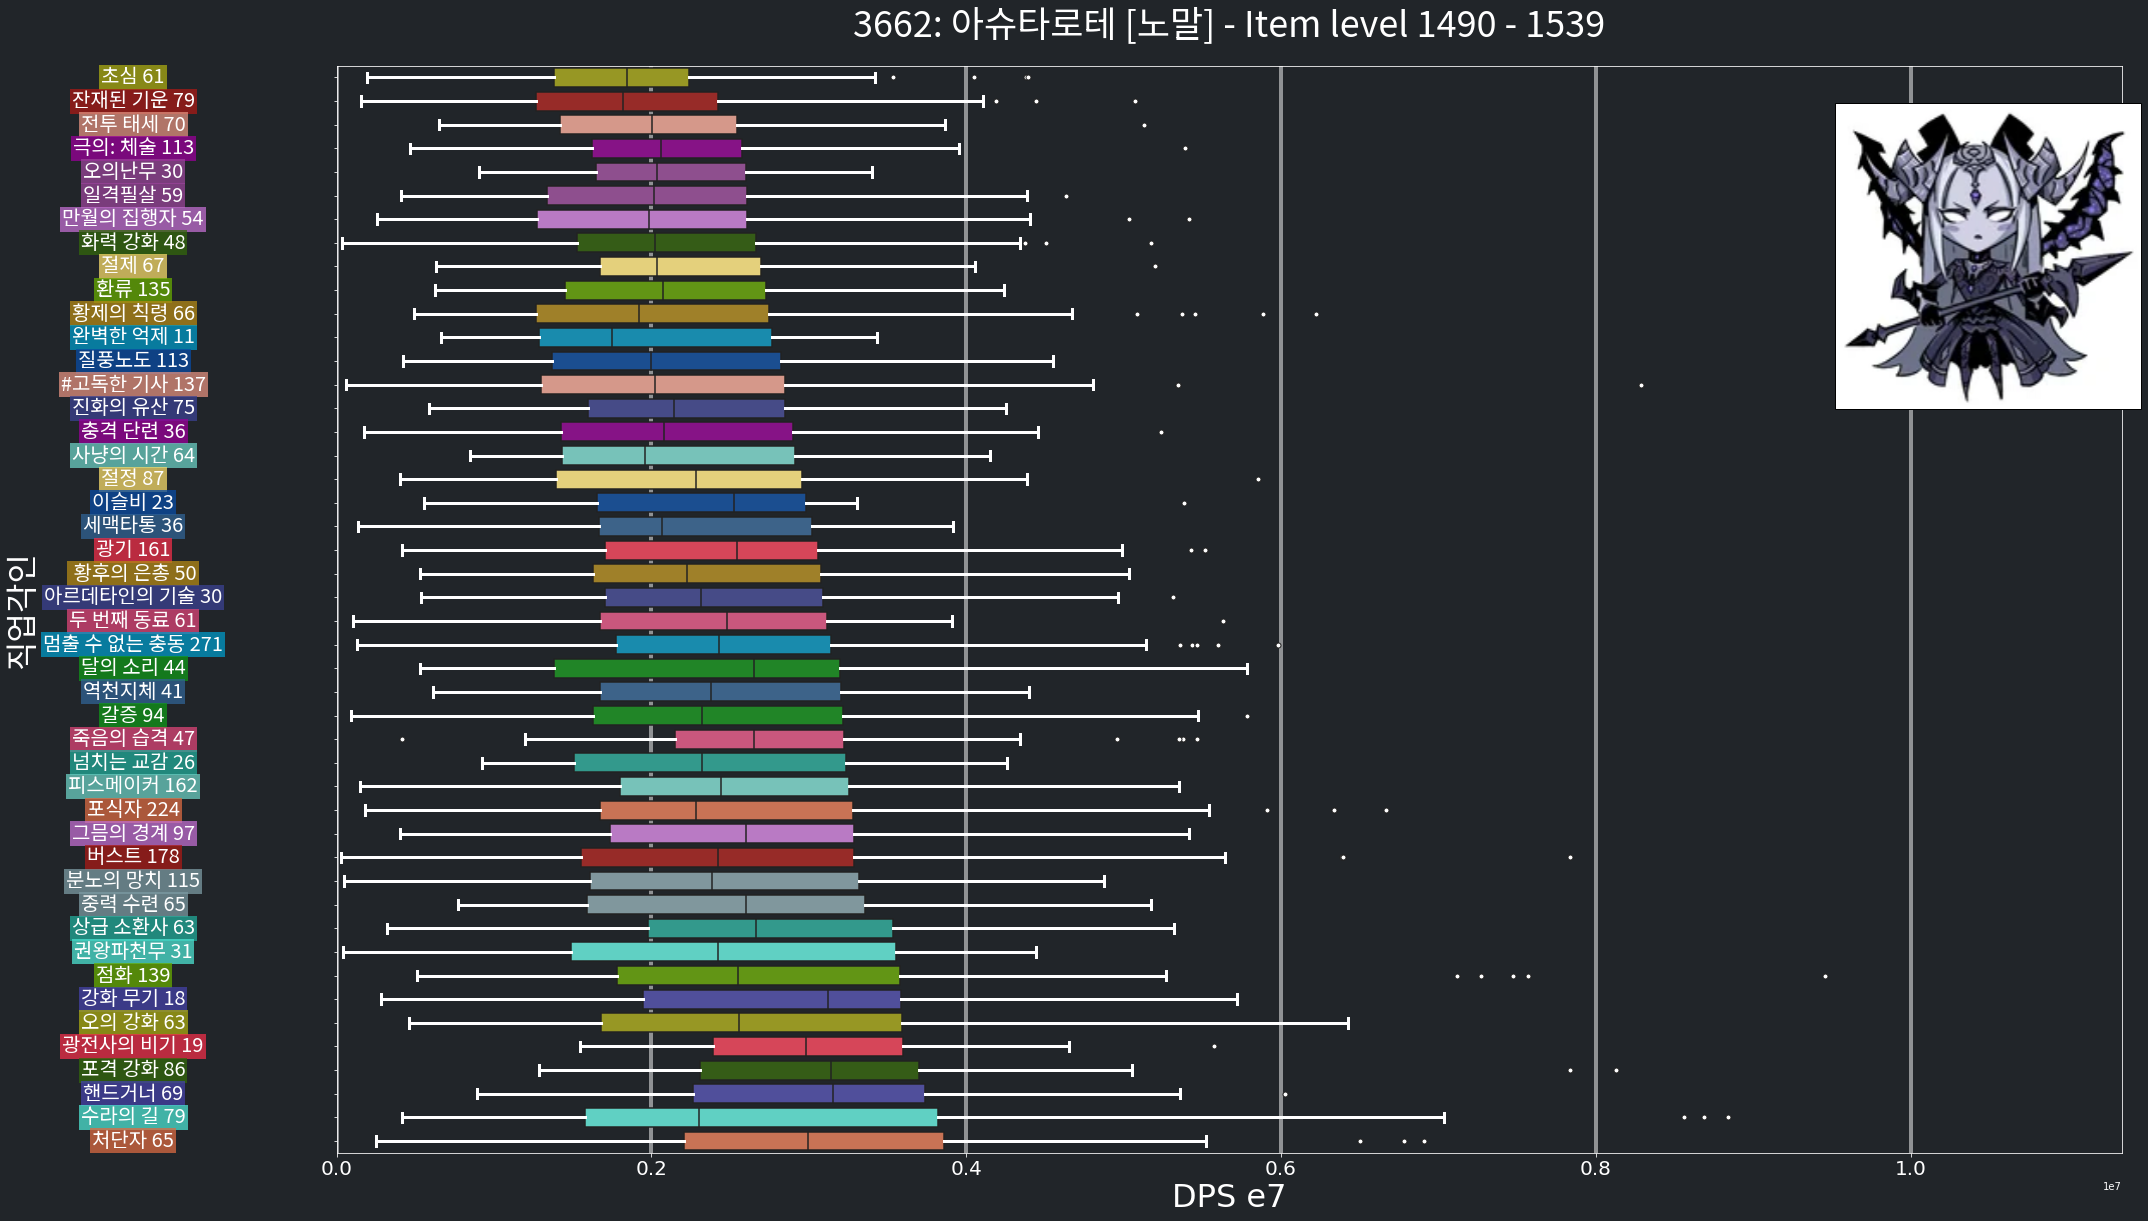 3662: 아슈타로테 [노말] - Item level 1490 - 1539
초심 61
잔재된 기운 79
전투 태세 70
극의: 체술 113
오의난무 30
일격필살 59
만월의 집행자 54
화력 강화 48
절제 67
환류 135
황제의 칙령 66
완벽한 억제 11
질풍노도 113
#고독한 기사 137
진화의 유산 75
충격 단련 36
사냥의 시간 64
절정 87
이슬비 23
세맥타통 36
광기 161
황후의 은총 50
아르데타인의 기술 30
두 번째 동료 61
멈출 수 없는 충동 271
달의 소리 44
역천지체 41
갈증 94
죽음의 습격 47
넘치는 교감 26
피스메이커 162
포식자 224
그믐의 경계 97
버스트 178
분노의 망치 115
중력 수련 65
상급 소환사 63
권왕파천무 31
점화 139
강화 무기 18
오의 강화 63
광전사의 비기 19
포격 강화 86
핸드거너 69
수라의 길 79
처단자 65
직업각인
0.0 0.2 0.4 0.6 0.8 1.0
1e7
DPS e7